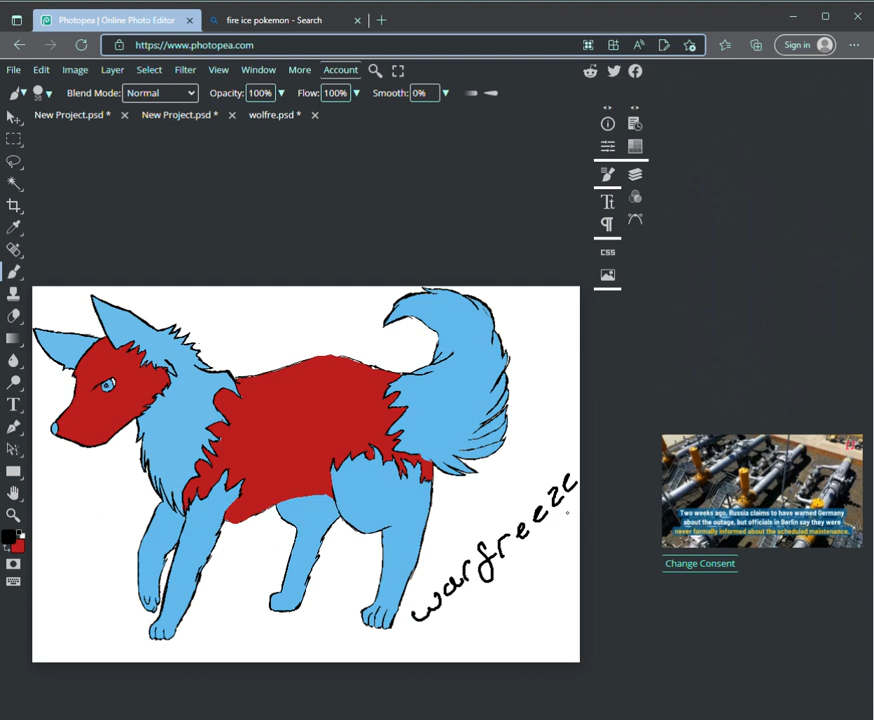 Photopea | Online Photo Editor
fire ice pokemon - Search
https://www.photopea.com
Sign in
File Edit Image Layer Select Filter View Window More Account
Blend Mode: Normal Opacity: 100% Flow: 100% Smooth: 0%
New Project.psd * New Project.psd * wolfre.psd *
35
CSS
warfreeze
Two weeks ago, Russia claims to have warned Germany
about the outage, but officials in Berlin say they were
never formally informed about the scheduled maintenance.
Change Consent